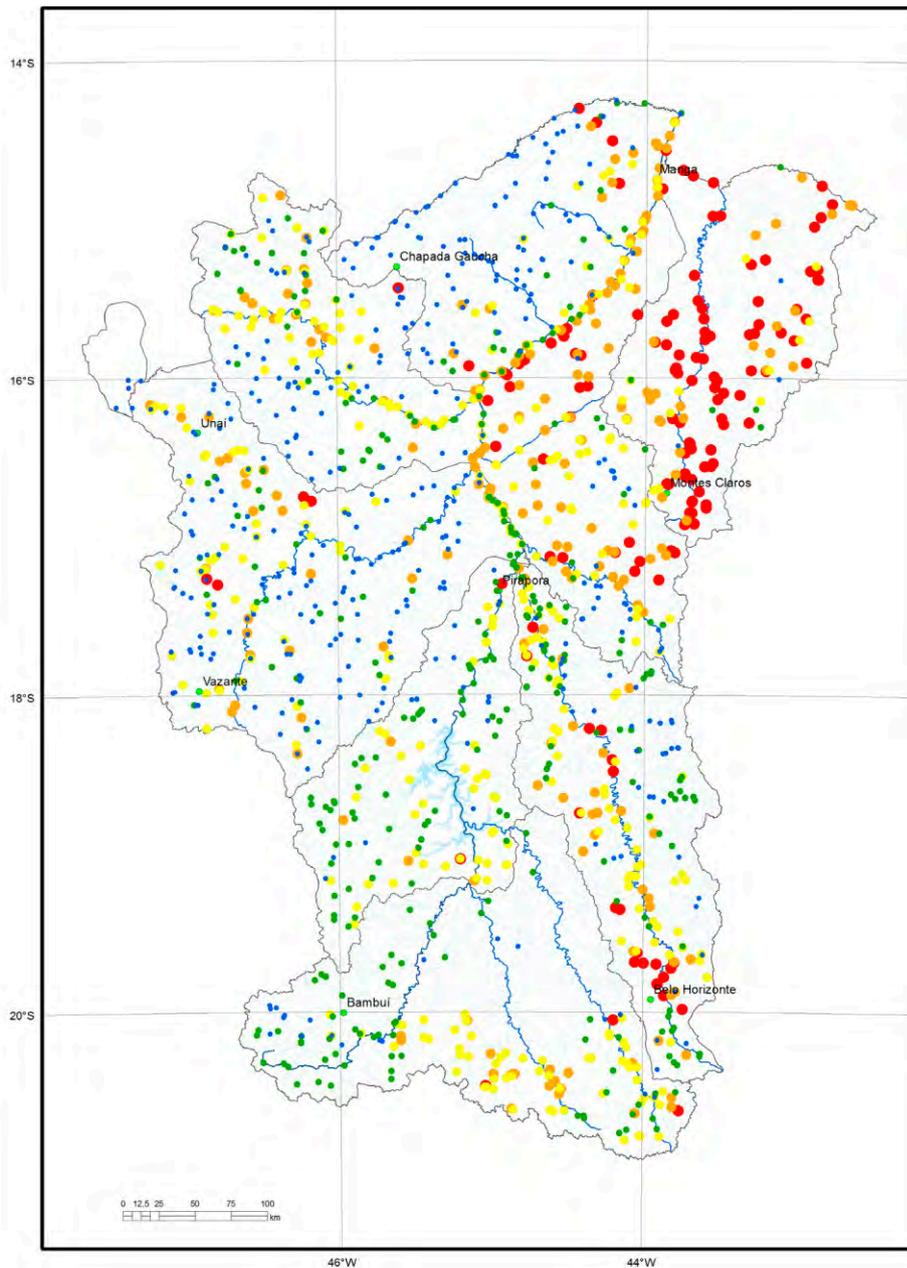 14°S
Manga
Chapada Gaúcha
16°S
Unaí
Montes Claros
Pirapora
Vazante
18°S
Belo Horizonte
Bambuí
20°S
0 12,5 25 50 75 100
km
46°W 44°W